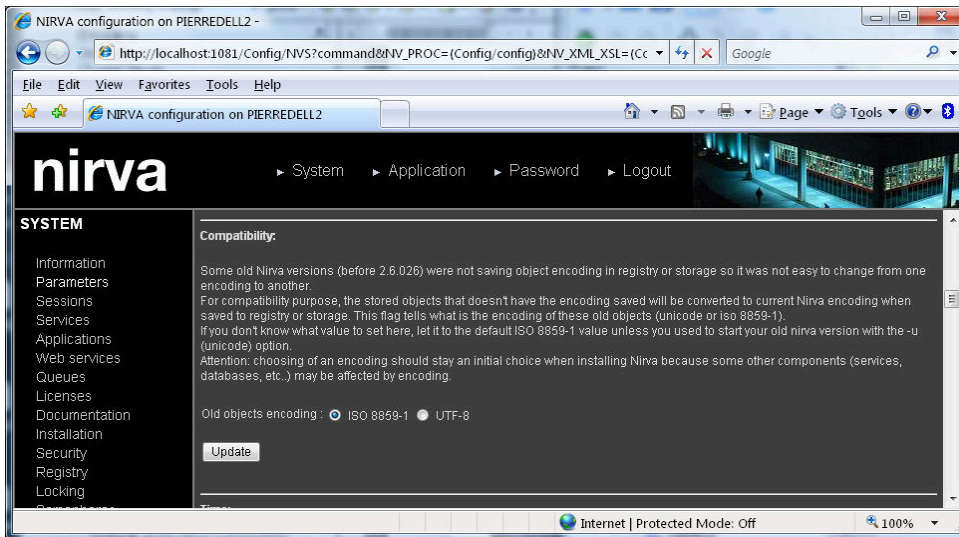 NIRVA configuration on PIERREDELL2 -
http://localhost:1081/Config/NVS?command&NV_PROC={Config/config}&NV_XML_XSL={Cc
Google
File Edit View Favorites Tools Help
NIRVA configuration on PIERREDELL2
Page Tools
nirva
System Application Password Logout
SYSTEM
Information
Parameters
Sessions
Services
Applications
Web services
Queues
Licenses
Documentation
Installation
Security
Registry
Locking
Compatibility:
Some old Nirva versions (before 2.6.026) were not saving object encoding in registry or storage so it was not easy to change from one
encoding to another.
For compatibility purpose, the stored objects that doesn't have the encoding saved will be converted to current Nirva encoding when
saved to registry or storage. This flag tells what is the encoding of these old objects (unicode or iso 8859-1).
If you don't know what value to set here, let it to the default ISO 8859-1 value unless you used to start your old nirva version with the -u
(unicode) option.
Attention: choosing of an encoding should stay an initial choice when installing Nirva because some other components (services,
databases, etc..) may be affected by encoding.
Old objects encoding : ISO 8859-1 UTF-8
Update
Internet | Protected Mode: Off
100%